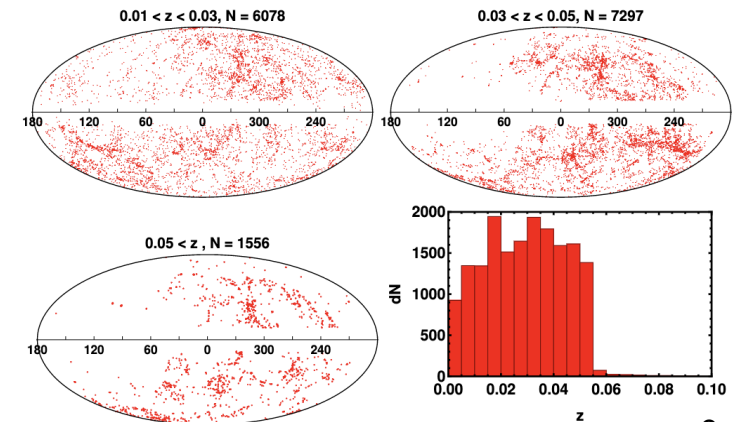 0.01 < z < 0.03, N = 6078
180 120 60 0 300 240
0.03 < z < 0.05, N = 7297
180 120 60 0 300 240
0.05 < z , N = 1556
180 120 60 0 300 240
2000
1500
1000
500
0
dN
0.00 0.02 0.04 0.06 0.08 0.10
z